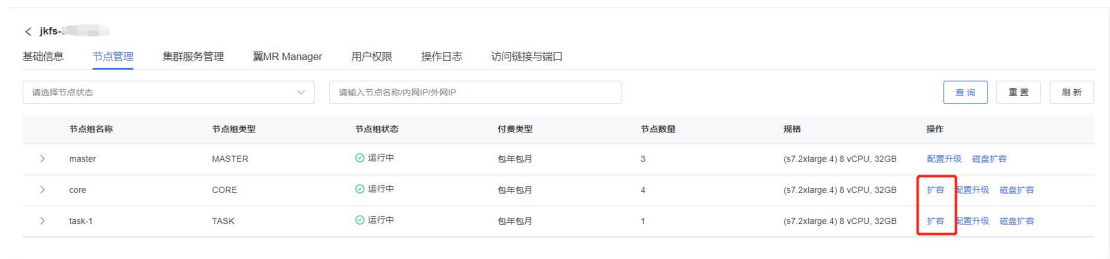 jkfs-
基础信息 节点管理 集群服务管理 翼MR Manager 用户权限 操作日志 访问链接与端口
请选择节点状态 请输入节点名称/内网IP/外网IP 查询 重置 刷新
节点组名称 节点组类型 节点组状态 付费类型 节点数量 规格 操作
master MASTER 运行中 包年包月 3 (s7.2xlarge.4) 8 vCPU, 32GB 配置升级 磁盘扩容
core CORE 运行中 包年包月 4 (s7.2xlarge.4) 8 vCPU, 32GB 扩容 配置升级 磁盘扩容
task-1 TASK 运行中 包年包月 1 (s7.2xlarge.4) 8 vCPU, 32GB 扩容 配置升级 磁盘扩容